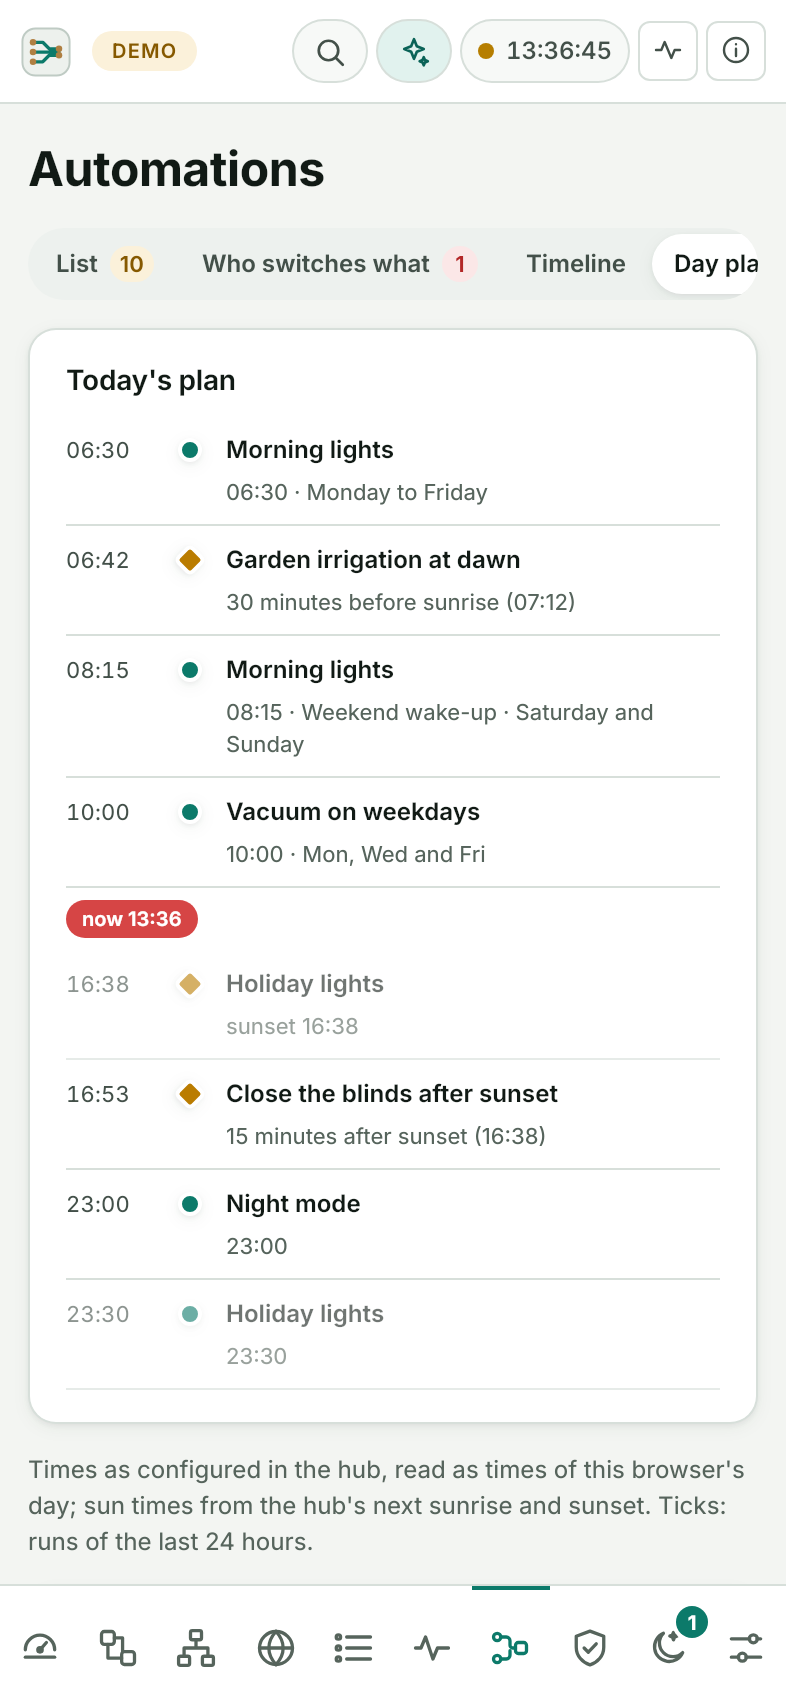 DEMO
13:36:45
Automations
List 10
Who switches what 1
Timeline
Day pla
Today's plan
06:30 Morning lights
06:30 · Monday to Friday
06:42 Garden irrigation at dawn
30 minutes before sunrise (07:12)
08:15 Morning lights
08:15 · Weekend wake-up · Saturday and
Sunday
10:00 Vacuum on weekdays
10:00 · Mon, Wed and Fri
now 13:36
16:38 Holiday lights
sunset 16:38
16:53 Close the blinds after sunset
15 minutes after sunset (16:38)
23:00 Night mode
23:00
23:30 Holiday lights
23:30
Times as configured in the hub, read as times of this browser's
day; sun times from the hub's next sunrise and sunset. Ticks:
runs of the last 24 hours.
1